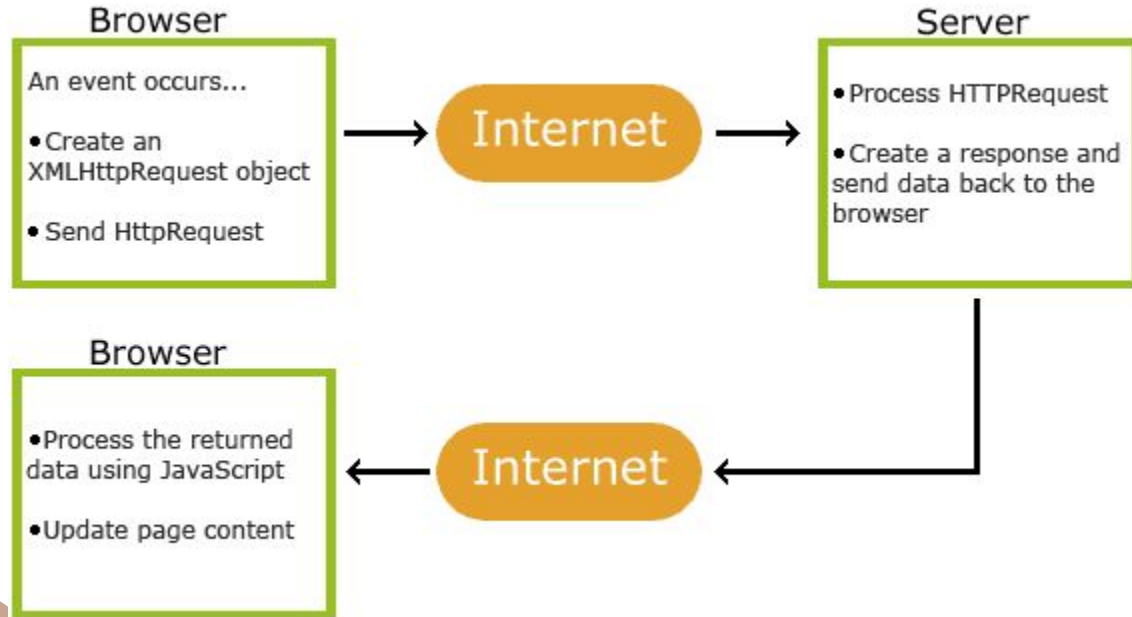 Browser
An event occurs...
•Create an
XMLHttpRequest object
• Send HttpRequest
Internet
Server
•Process HTTPRequest
•Create a response and
send data back to the
browser
Browser
•Process the returned
data using JavaScript
•Update page content
Internet